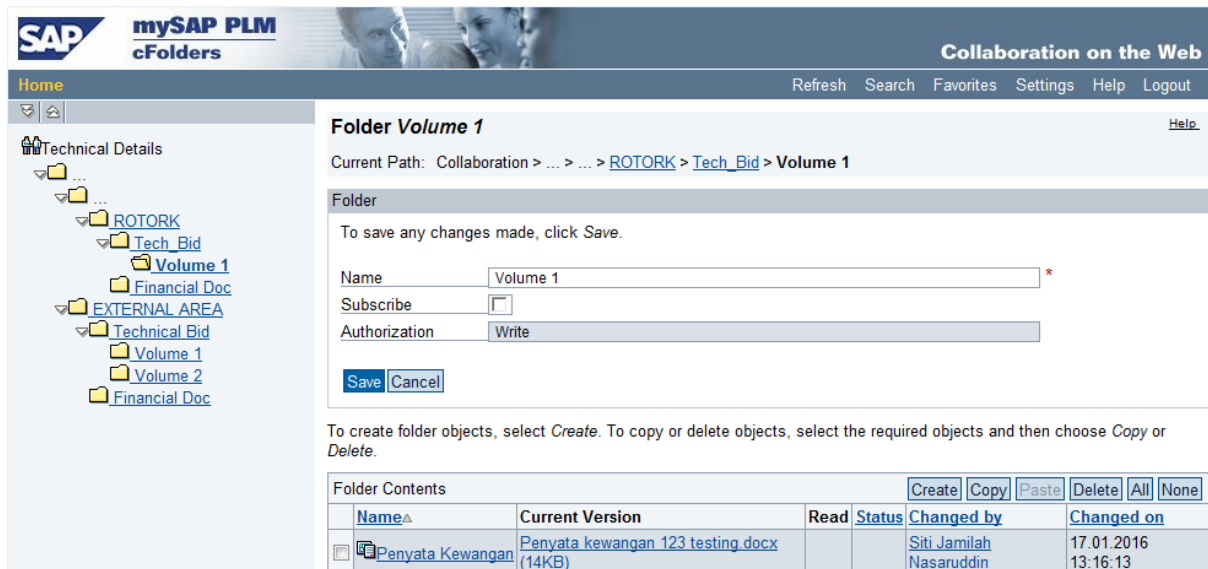 SAP
mySAP PLM
cFolders
Collaboration on the Web
Home
Refresh Search Favorites Settings Help Logout
Technical Details
...
...
ROTORK
Tech_Bid
Volume 1
Financial Doc
EXTERNAL AREA
Technical Bid
Volume 1
Volume 2
Financial Doc
Folder Volume 1
Help
Current Path: Collaboration > ... > ... > ROTORK > Tech_Bid > Volume 1
Folder
To save any changes made, click Save.
Name Volume 1 *
Subscribe
Authorization Write
Save Cancel
To create folder objects, select Create. To copy or delete objects, select the required objects and then choose Copy or
Delete.
Folder Contents Create Copy Paste Delete All None
Name Current Version Read Status Changed by Changed on
Penyata Kewangan Penyata kewangan 123 testing.docx Siti Jamilah 17.01.2016
(14KB) Nasaruddin 13:16:13